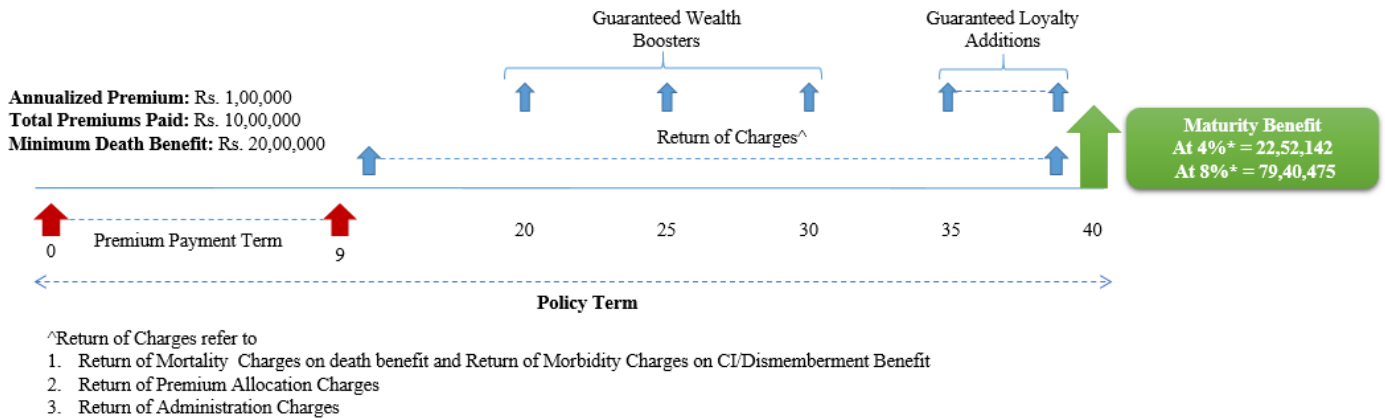 Guaranteed Wealth
Boosters
Guaranteed Loyalty
Additions
Annualized Premium: Rs. 1,00,000
Total Premiums Paid: Rs. 10,00,000
Minimum Death Benefit: Rs. 20,00,000
Return of Charges^
Maturity Benefit
At 4%* = 22,52,142
At 8%* = 79,40,475
0
Premium Payment Term
9
20
25
30
35
40
Policy Term
^Return of Charges refer to
1. Return of Mortality Charges on death benefit and Return of Morbidity Charges on CI/Dismemberment Benefit
2. Return of Premium Allocation Charges
3. Return of Administration Charges